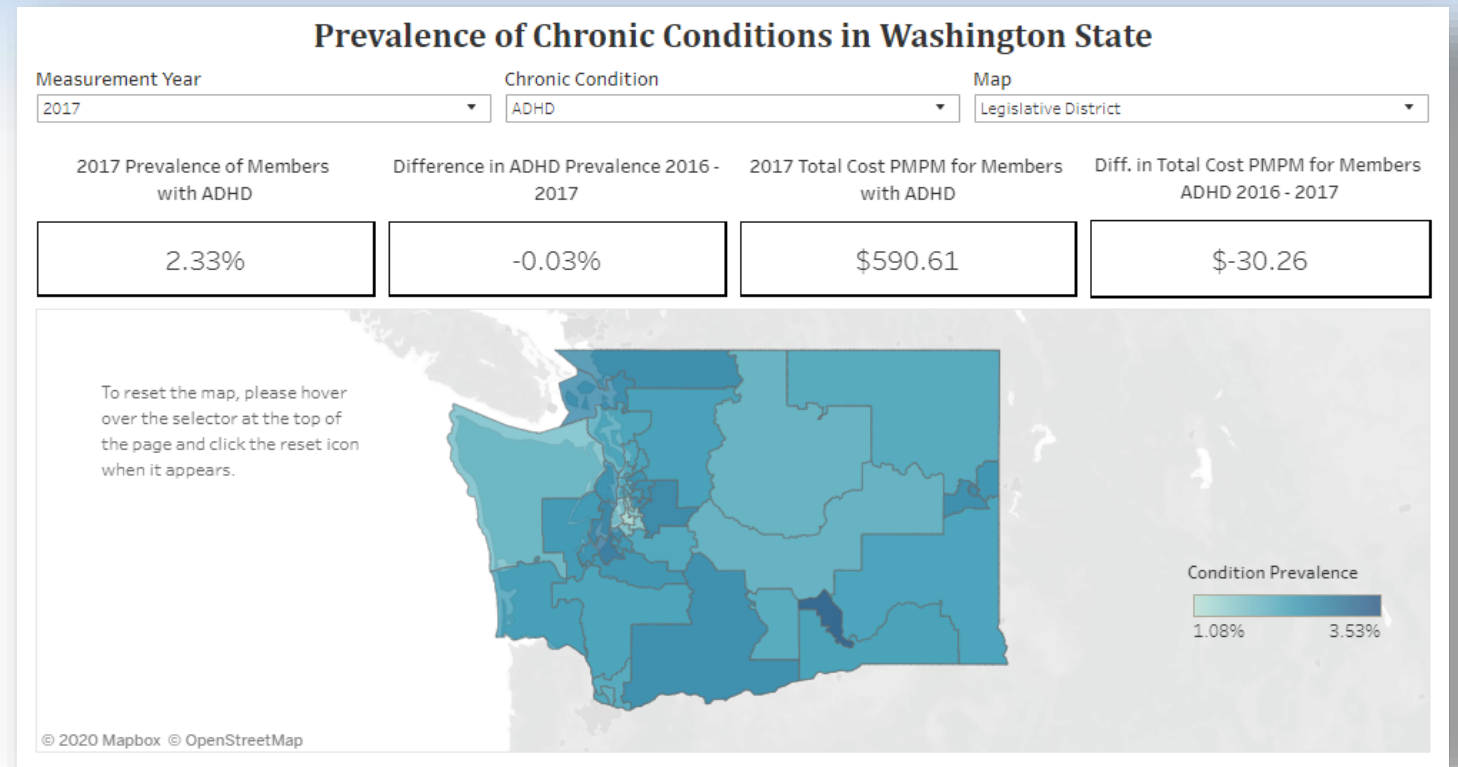 Prevalence of Chronic Conditions in Washington State
Measurement Year
2017
Chronic Condition
ADHD
Map
Legislative District
2017 Prevalence of Members
with ADHD
2.33%
Difference in ADHD Prevalence 2016 -
2017
-0.03%
2017 Total Cost PMPM for Members
with ADHD
$590.61
Diff. in Total Cost PMPM for Members
ADHD 2016 - 2017
$-30.26
To reset the map, please hover
over the selector at the top of
the page and click the reset icon
when it appears.
Condition Prevalence
1.08%
3.53%
© 2020 Mapbox © OpenStreetMap